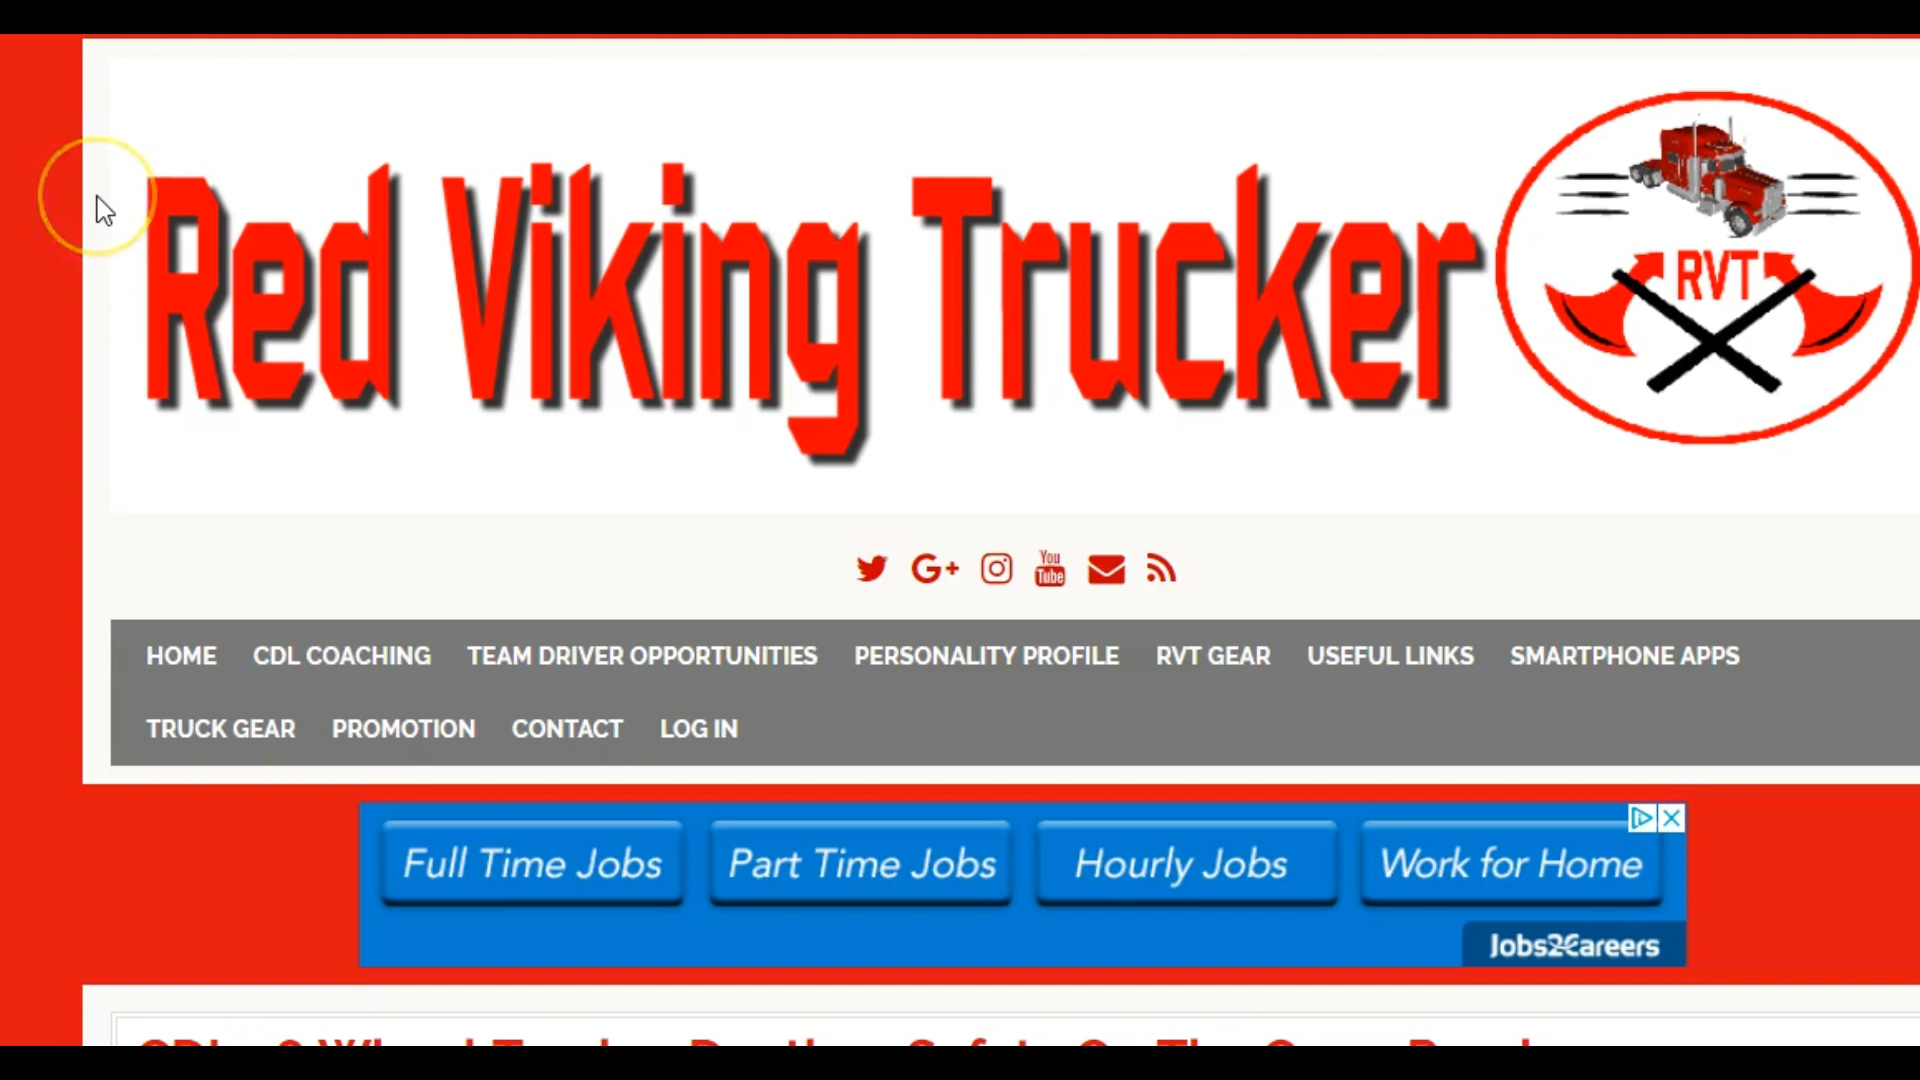 Red Viking Trucker
RVT
You
Tube
G+
HOME CDL COACHING TEAM DRIVER OPPORTUNITIES PERSONALITY PROFILE RVT GEAR USEFUL LINKS SMARTPHONE APPS
TRUCK GEAR PROMOTION CONTACT LOG IN
Full Time Jobs Part Time Jobs Hourly Jobs Work for Home
Jobs2Careers